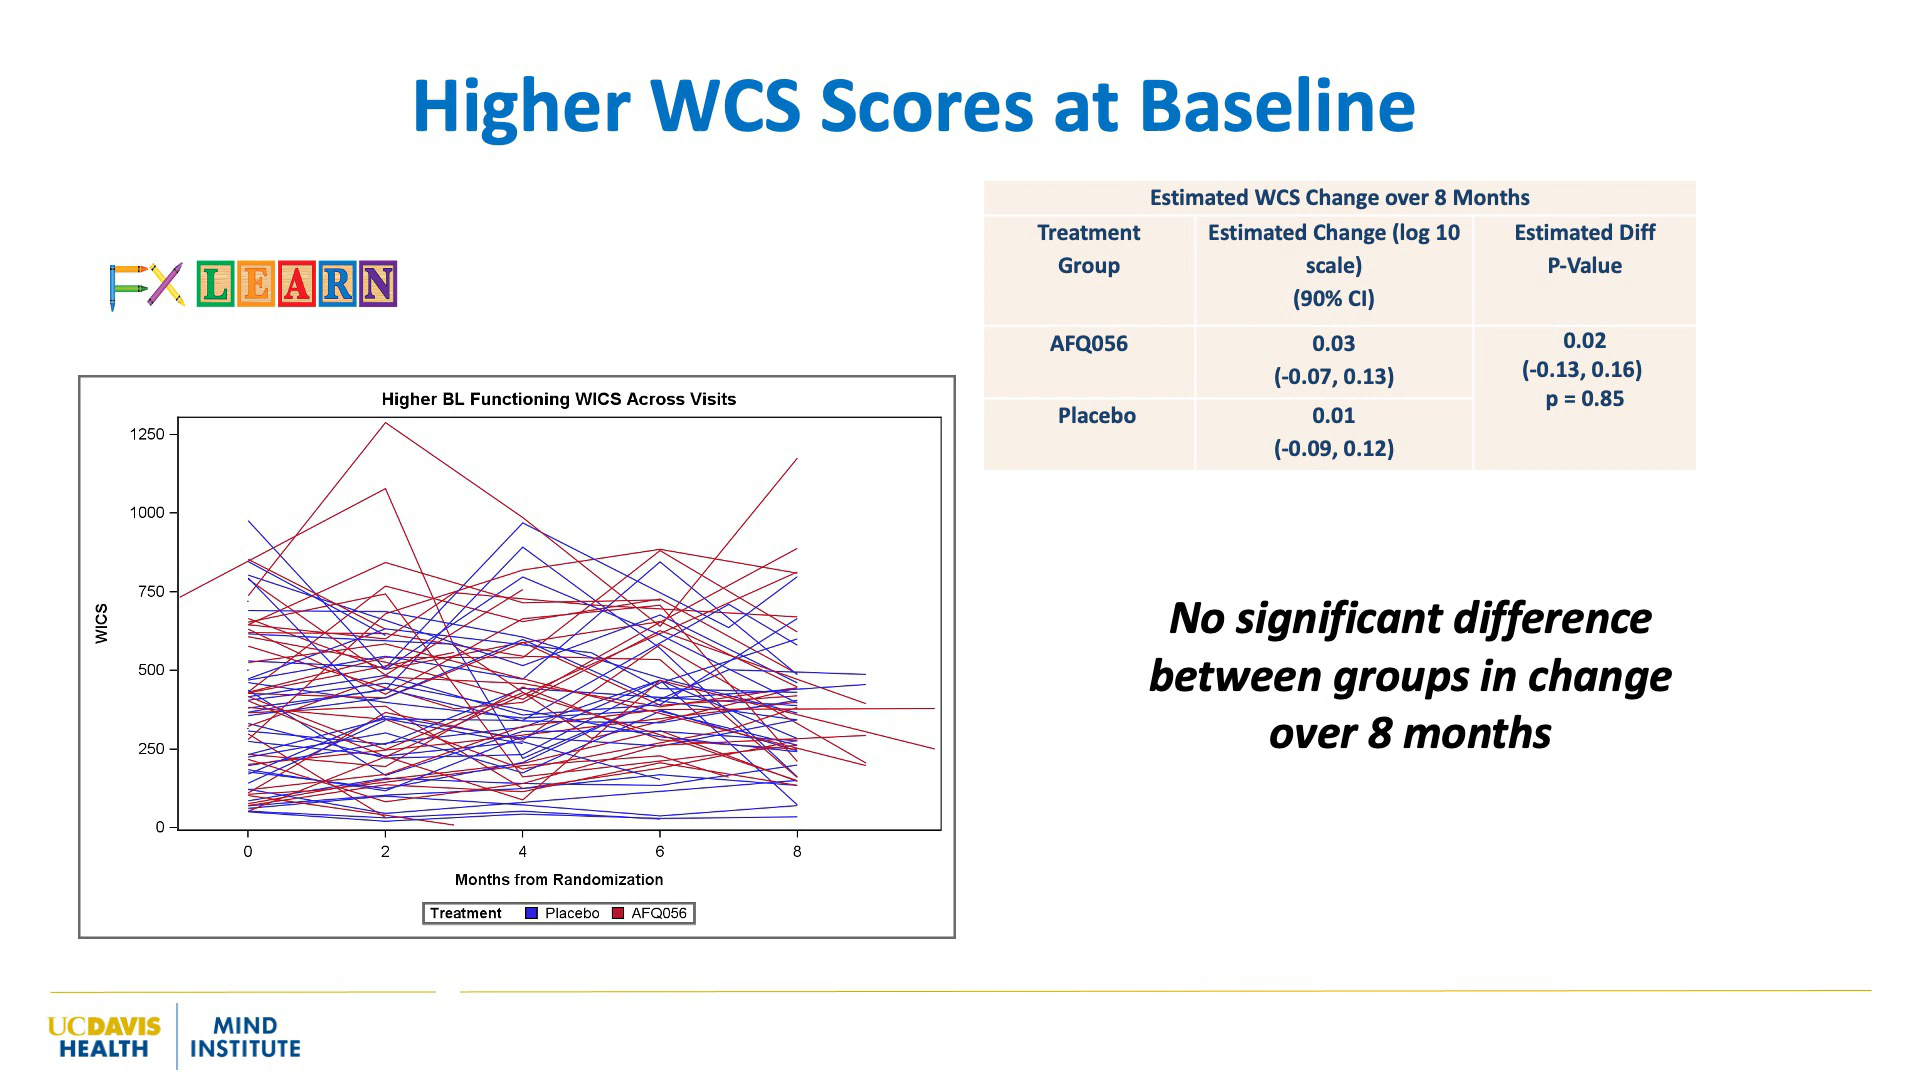 Higher WCS Scores at Baseline
FX LEARN
Estimated WCS Change over 8 Months
Treatment Group
Estimated Change (log 10 scale) (90% CI)
Estimated Diff P-Value
AFQ056
0.03
(-0.07, 0.13)
0.02
(-0.13, 0.16)
p = 0.85
Placebo
0.01
(-0.09, 0.12)
Higher BL Functioning WICS Across Visits
WICS
1250
1000
750
500
250
0
0 2 4 6 8
Months from Randomization
Treatment Placebo AFQ056
No significant difference
between groups in change
over 8 months
UCDAVIS
HEALTH
MIND
INSTITUTE